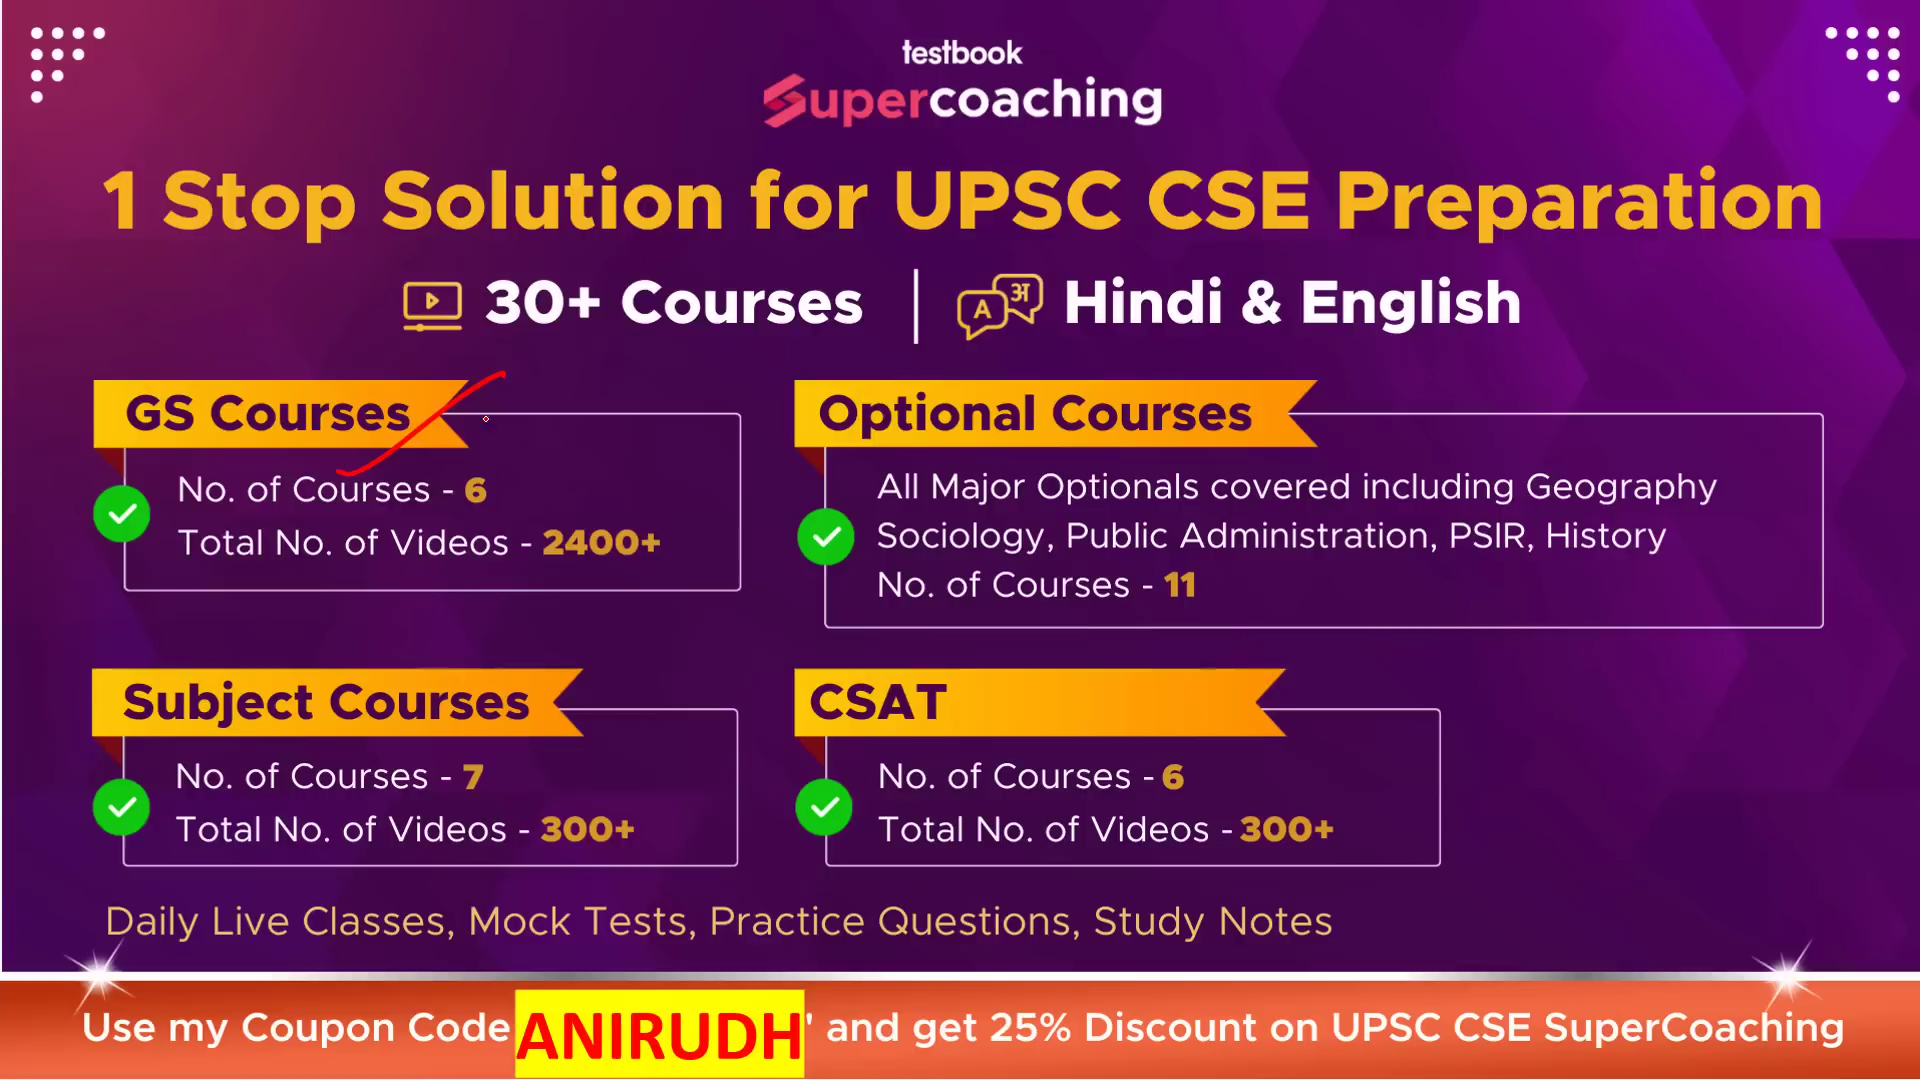 testbook
Supercoaching
1 Stop Solution for UPSC CSE Preparation
30+ Courses
A अ Hindi & English
GS Courses
No. of Courses - 6
Total No. of Videos - 2400+
Optional Courses
All Major Optionals covered including Geography
Sociology, Public Administration, PSIR, History
No. of Courses - 11
Subject Courses
No. of Courses - 7
Total No. of Videos - 300+
CSAT
No. of Courses - 6
Total No. of Videos - 300+
Daily Live Classes, Mock Tests, Practice Questions, Study Notes
Use my Coupon Code ANIRUDH' and get 25% Discount on UPSC CSE SuperCoaching